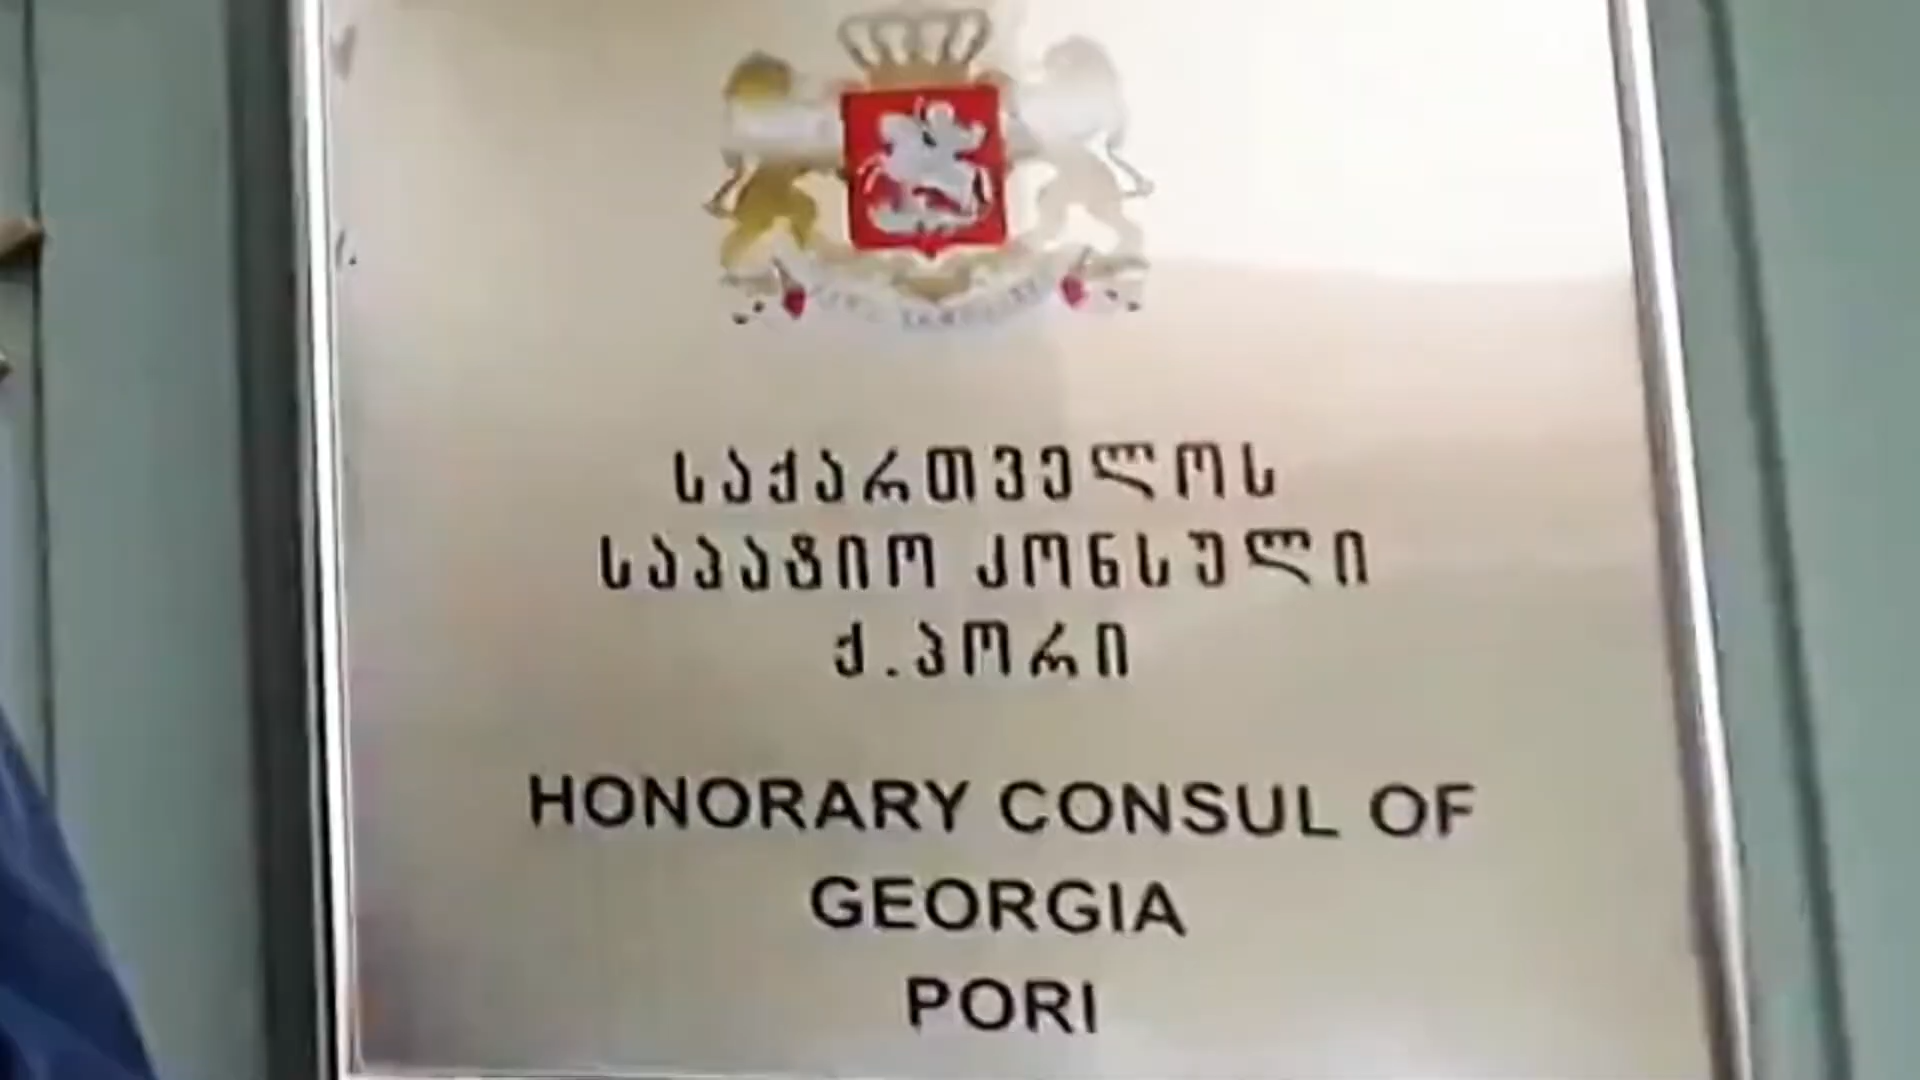 საქართველოს
საპატიო კონსული
ქ.პორი
HONORARY CONSUL OF
GEORGIA
PORI